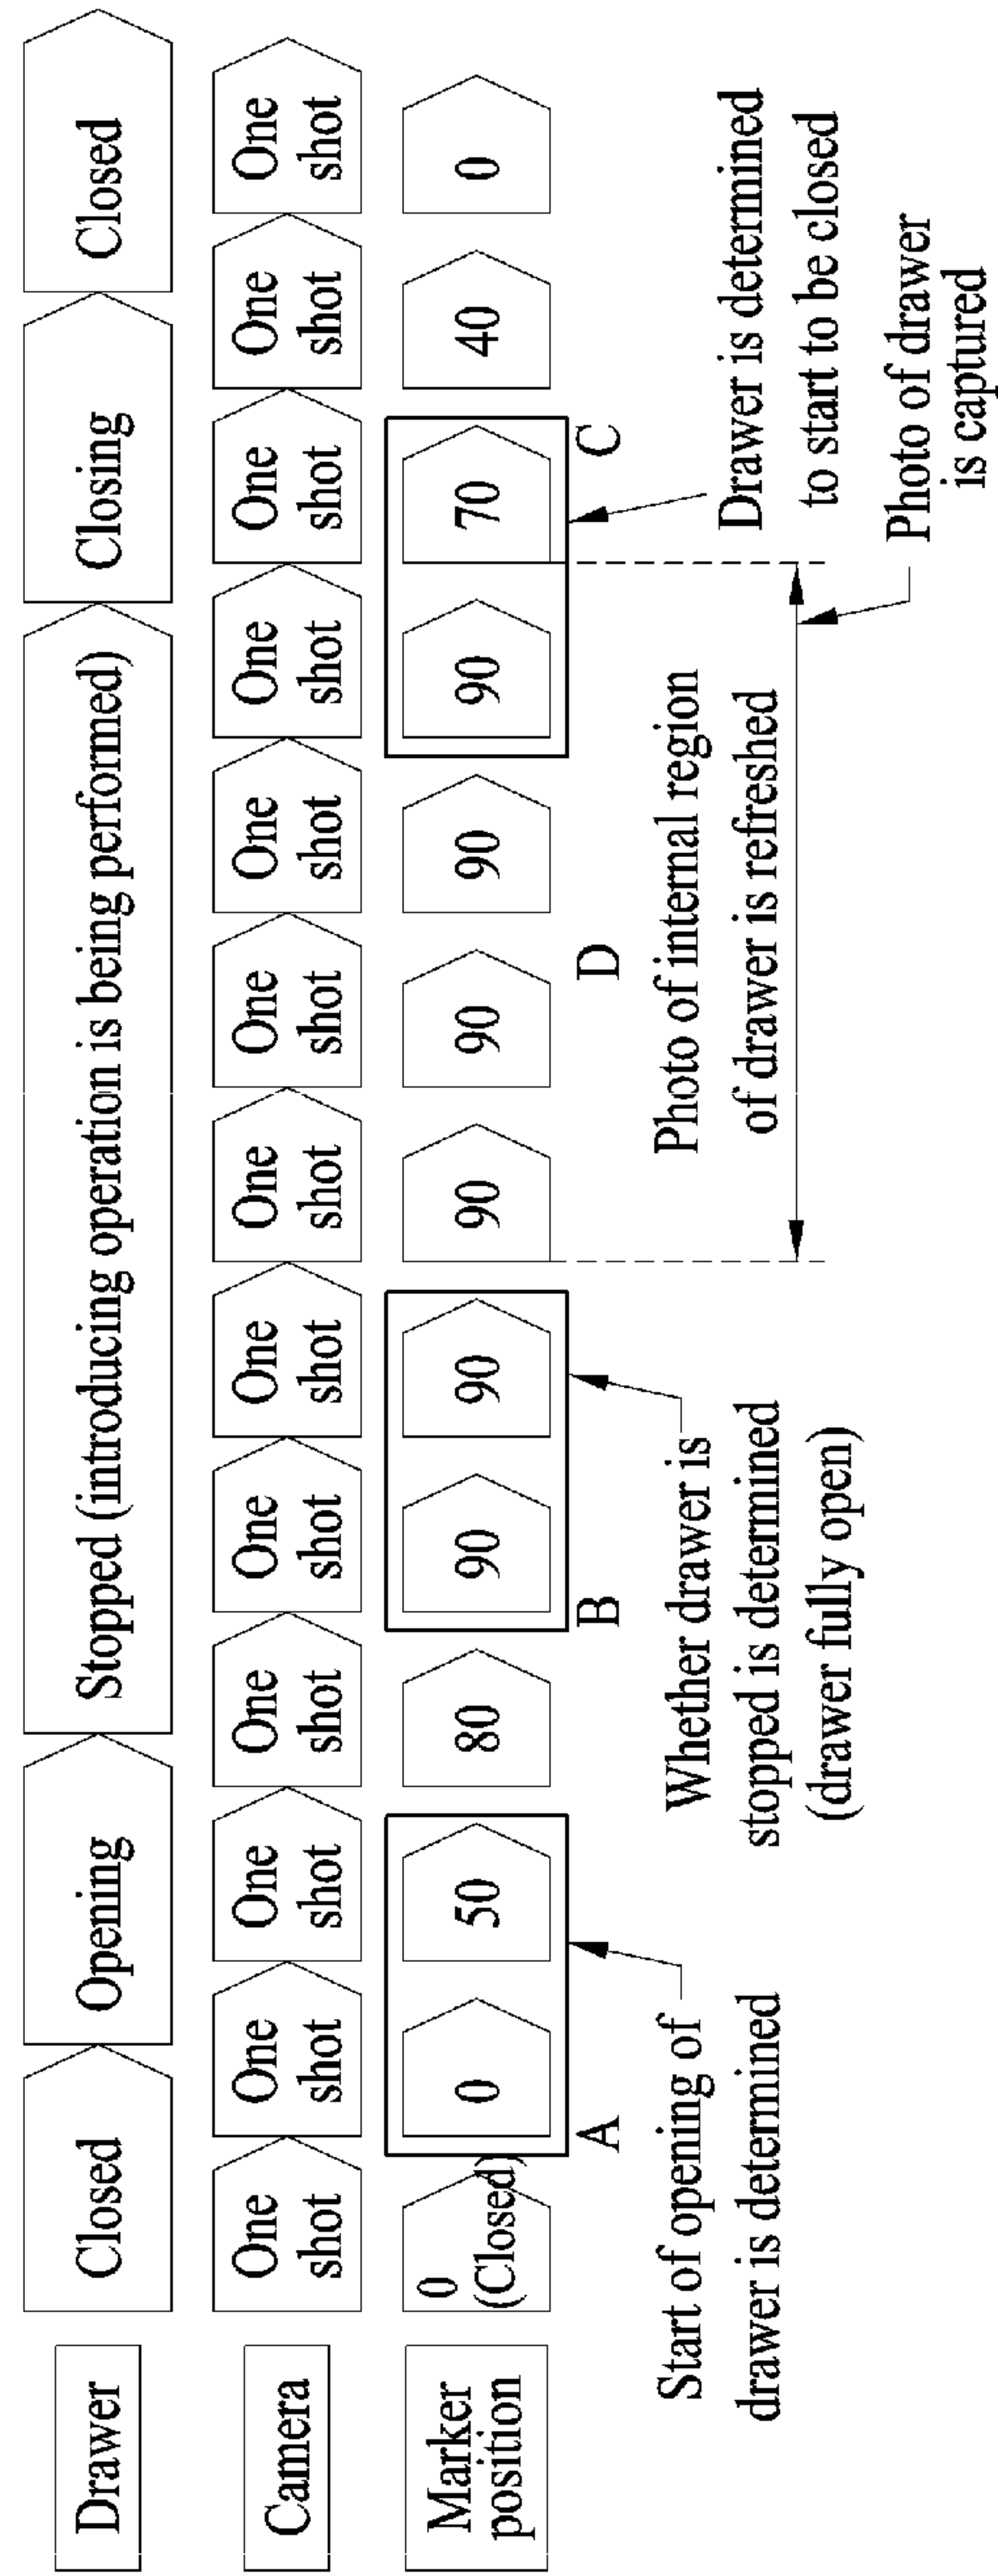 Drawer
Closed
Opening
Stopped (introducing operation is being performed)
Closing
Closed
Camera
One
shot
One
shot
One
shot
One
shot
One
shot
One
shot
One
shot
One
shot
One
shot
One
shot
One
shot
One
shot
One
shot
Marker
position
0
(Closed)
0
50
80
90
90
90
90
90
90
70
40
0
A
B
D
C
Start of opening of
drawer is determined
Whether drawer is
stopped is determined
(drawer fully open)
Photo of internal region
of drawer is refreshed
Drawer is determined
to start to be closed
Photo of drawer
is captured